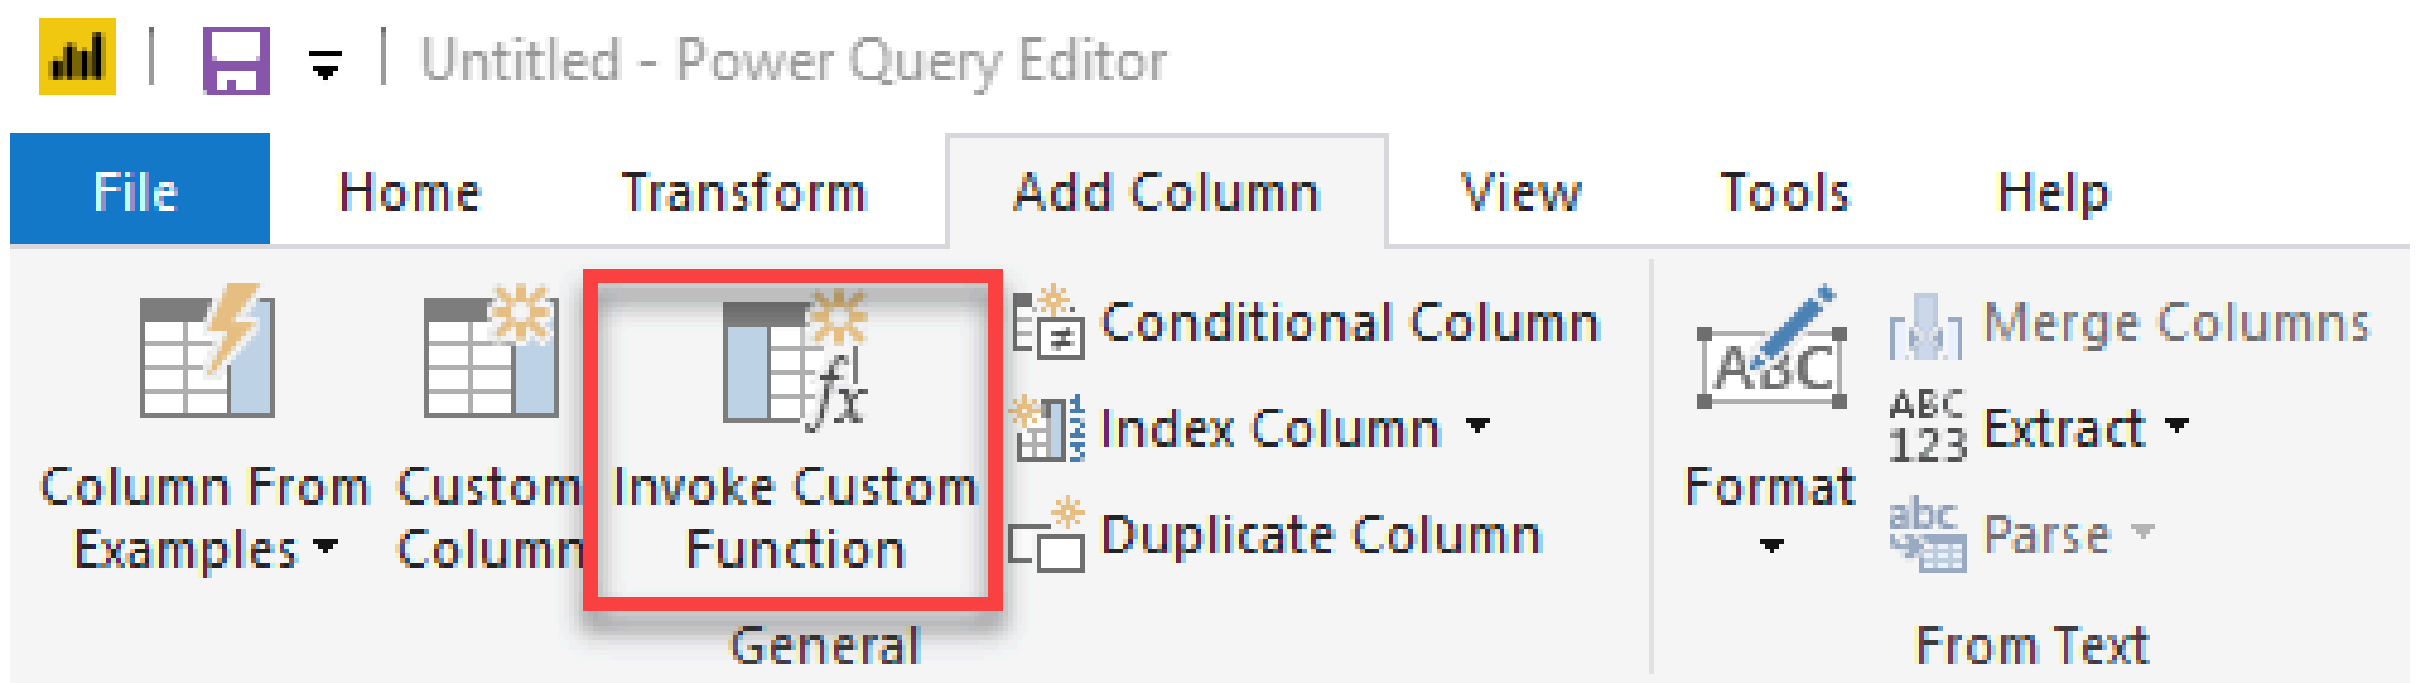 Untitled - Power Query Editor
File Home Transform Add Column View Tools Help
Column From
Examples
Custom
Column
Invoke Custom
Function
Conditional Column
Index Column
Duplicate Column
General
ABC
Format
Merge Columns
ABC
123
Extract
abc
Parse
From Text